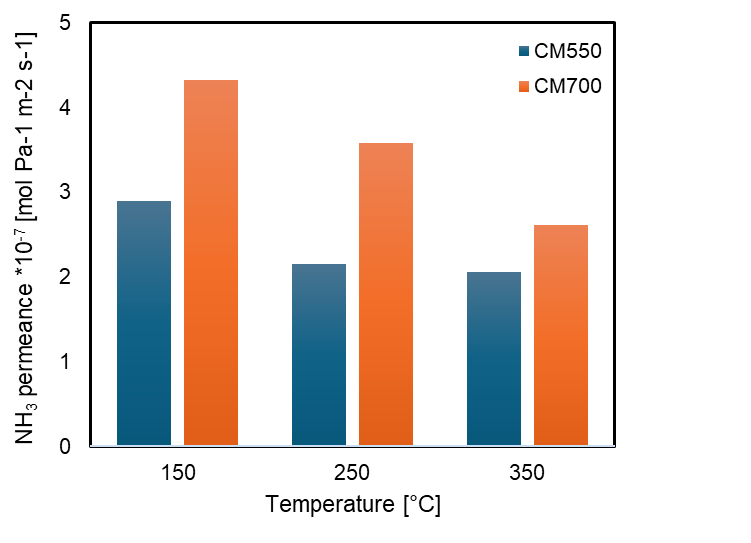 5
4
3
2
1
0
NH₃ permeance *10⁻⁷ [mol Pa-1 m-2 s-1]
CM550
CM700
150
250
350
Temperature [°C]